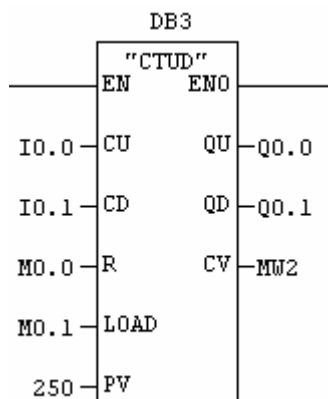 DB3
"CTUD"
EN ENO
I0.0 CU QU Q0.0
I0.1 CD QD Q0.1
M0.0 R CV MW2
M0.1 LOAD
250 PV